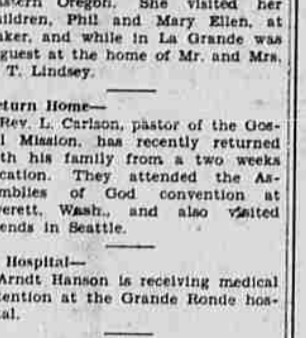 stern Oregon. She visited her
ildren, Phil and Mary Ellen, at
aker, and while in La Grande was
guest at the home of Mr. and Mrs.
T. Lindsey.
eturn Home—
Rev. L. Carlson, pastor of the Gos-
l Mission, has recently returned
th his family from a two weeks
cation. They attended the As-
mblies of God convention at
verett, Wash., and also visited
ends in Seattle.
Hospital—
Arndt Hanson is receiving medical
tention at the Grande Ronde hos-
tal.